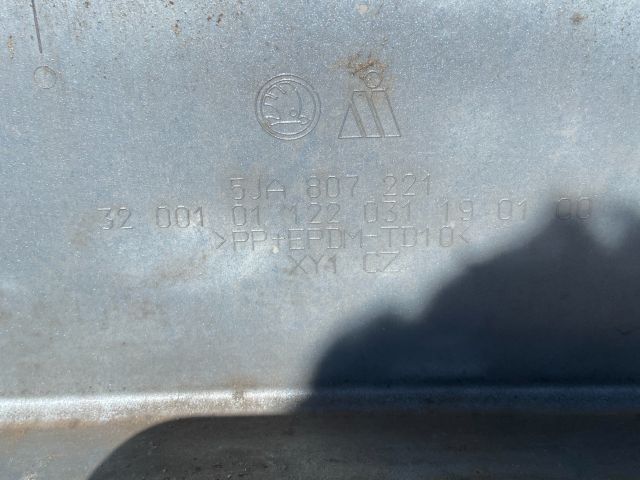 5JA 807 221
32 001 01 122 031 19 01 00
>PP+EPDM-TD10<
XY1 CZ